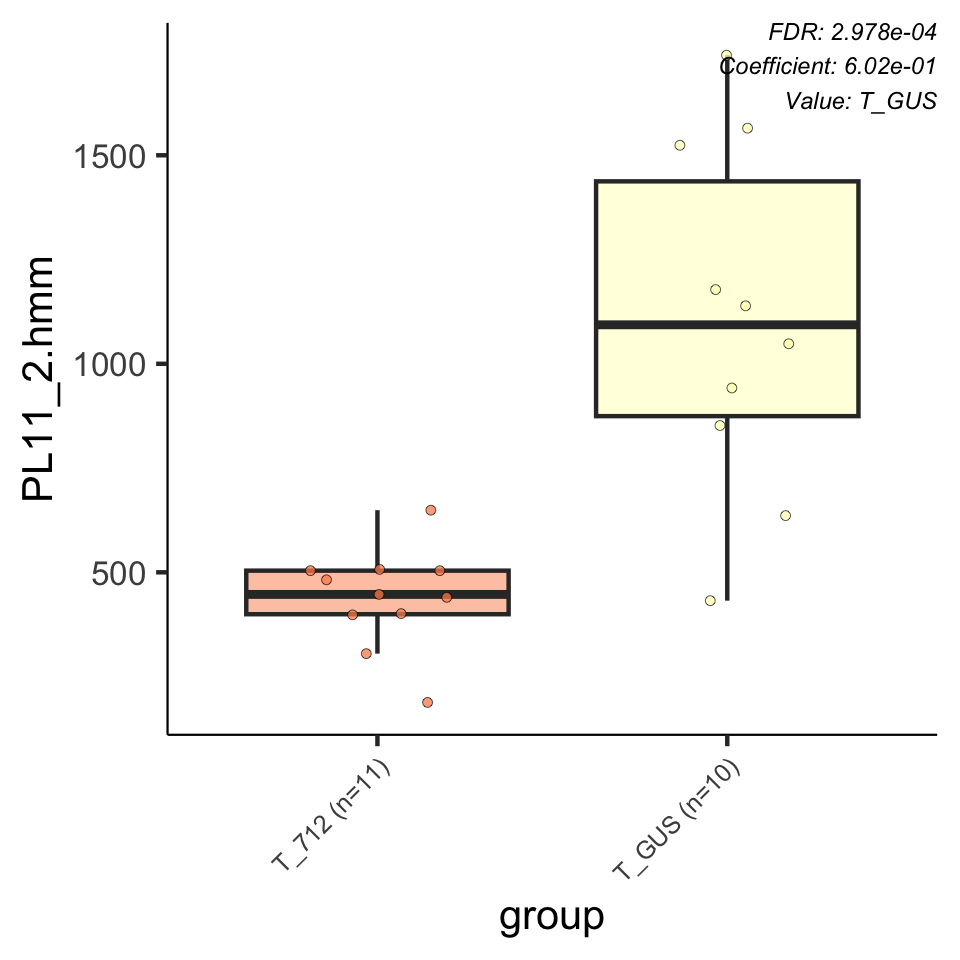 FDR: 2.978e-04
Coefficient: 6.02e-01
Value: T_GUS
PL11_2.hmm
1500
1000
500
T_712 (n=11)
T_GUS (n=10)
group